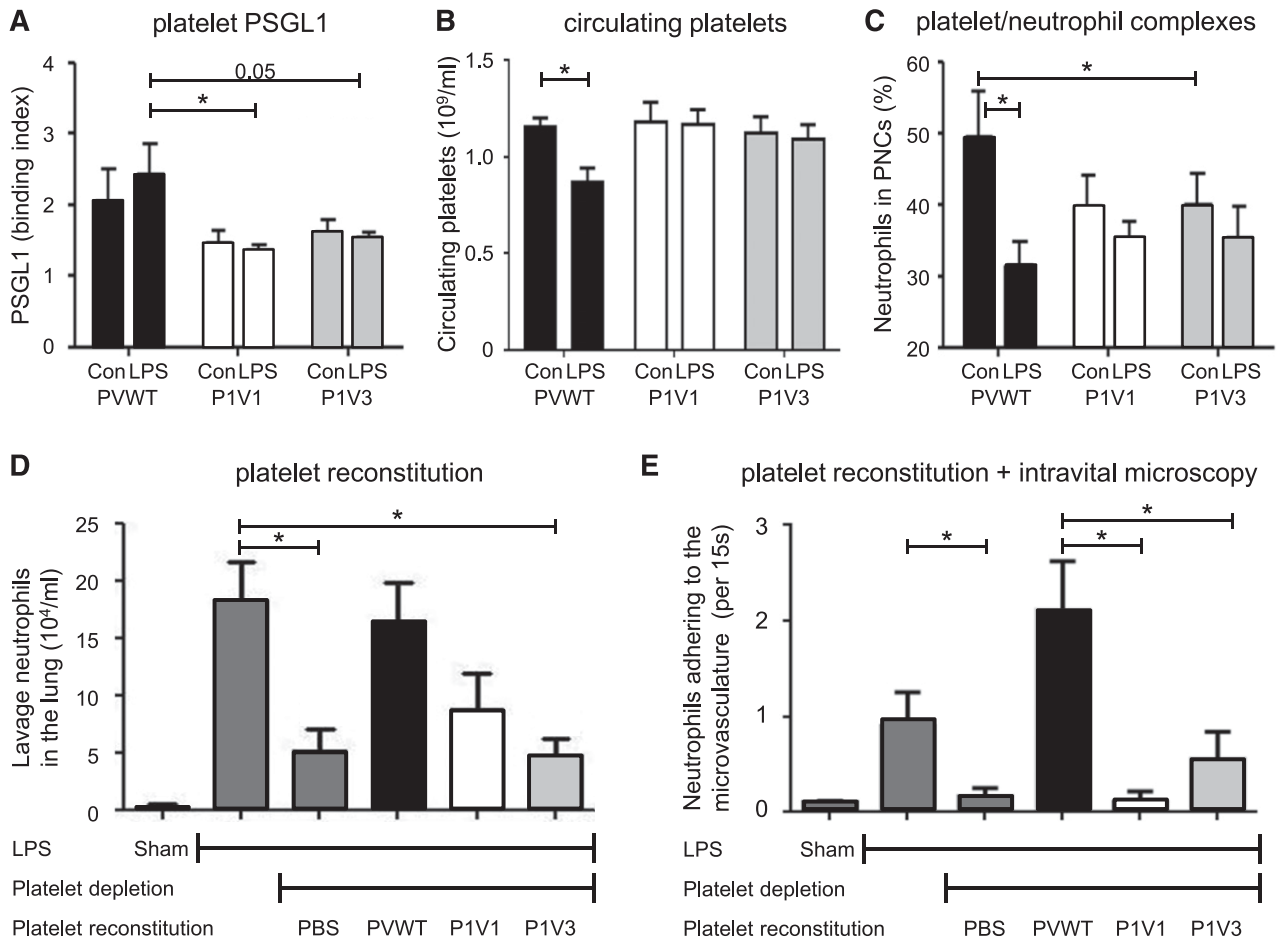 A platelet PSGL1
PSGL1 (binding index)
4
3
2
1
0
0.05
*
Con LPS Con LPS Con LPS
PVWT P1V1 P1V3
B circulating platelets
Circulating platelets (10⁹/ml)
1.5
1.0
0.5
0
*
Con LPS Con LPS Con LPS
PVWT P1V1 P1V3
C platelet/neutrophil complexes
Neutrophils in PNCs (%)
60
50
40
30
20
*
*
Con LPS Con LPS Con LPS
PVWT P1V1 P1V3
D platelet reconstitution
Lavage neutrophils
in the lung (10⁴/ml)
25
20
15
10
5
0
*
*
LPS Sham
Platelet depletion
Platelet reconstitution PBS PVWT P1V1 P1V3
E platelet reconstitution + intravital microscopy
Neutrophils adhering to the
microvasculature (per 15s)
3
2
1
0
*
*
*
LPS Sham
Platelet depletion
Platelet reconstitution PBS PVWT P1V1 P1V3